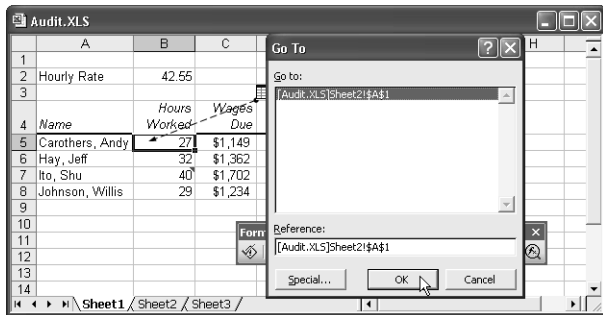 Audit.XLS
A B C H
1
2 Hourly Rate 42.55
3
4 Name Hours Worked Wages Due
5 Carothers, Andy 27 $1,149
6 Hay, Jeff 32 $1,362
7 Ito, Shu 40 $1,702
8 Johnson, Willis 29 $1,234
9
10
11
12
13
14
Form
Sheet1 Sheet2 Sheet3
Go To
Go to:
[Audit.XLS]Sheet2!$A$1
Reference:
[Audit.XLS]Sheet2!$A$1
Special... OK Cancel